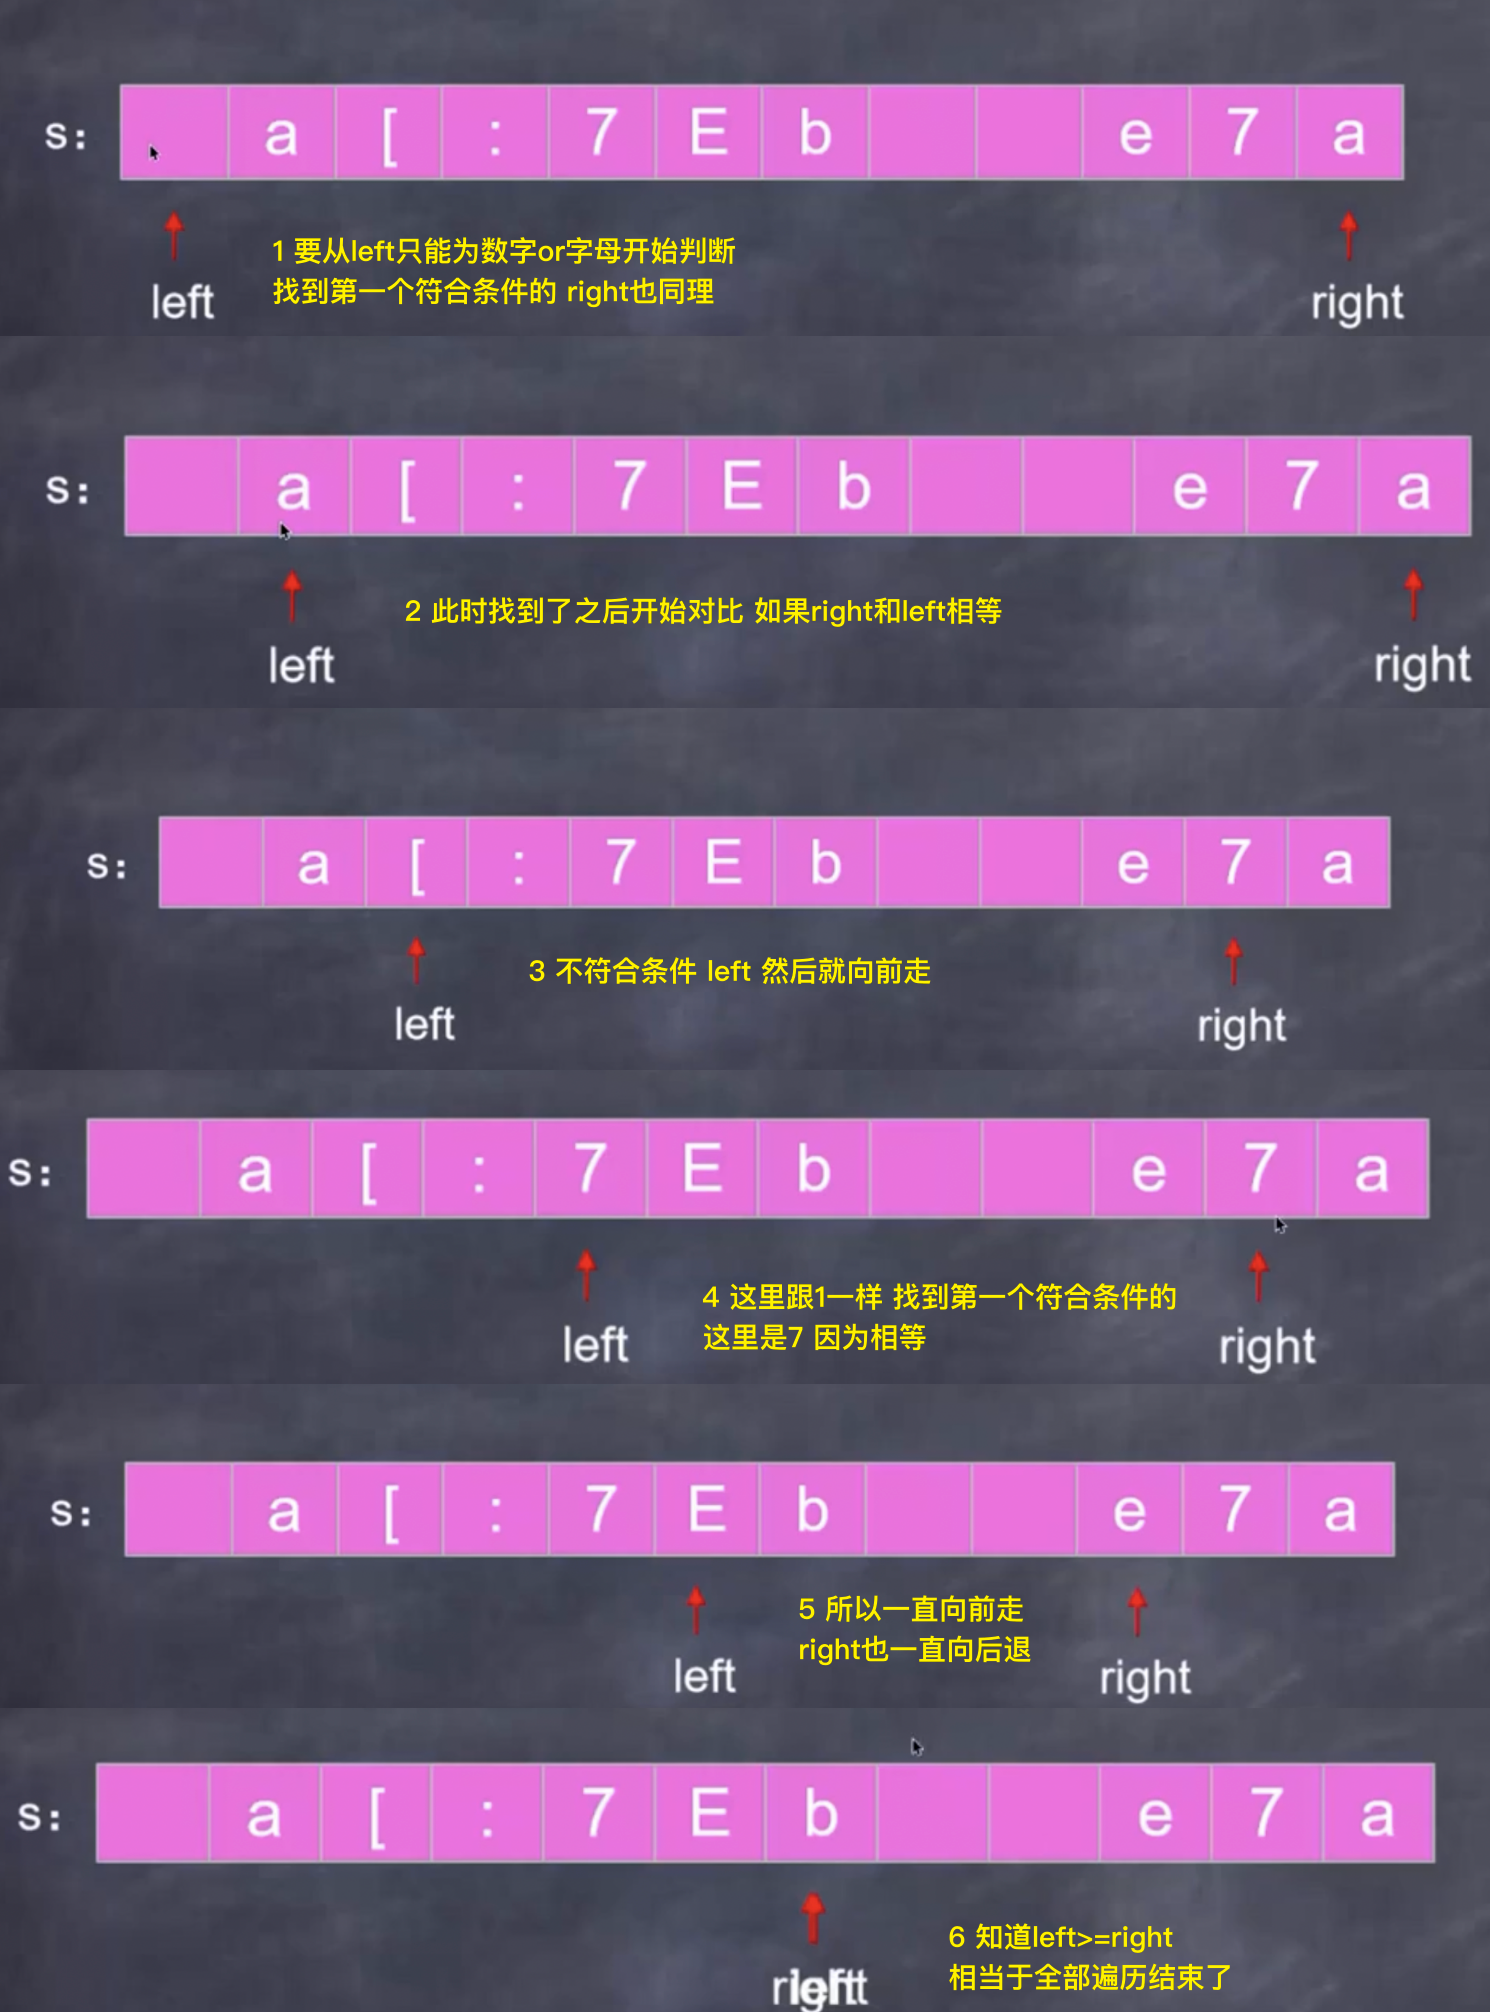 s: a [ : 7 E b e 7 a
1 要从left只能为数字or字母开始判断
找到第一个符合条件的 right也同理
left right
s: a [ : 7 E b e 7 a
2 此时找到了之后开始对比 如果right和left相等
left right
s: a [ : 7 E b e 7 a
3 不符合条件 left 然后就向前走
left right
s: a [ : 7 E b e 7 a
4 这里跟1一样 找到第一个符合条件的
这里是7 因为相等
left right
s: a [ : 7 E b e 7 a
5 所以一直向前走
right也一直向后退
left right
s: a [ : 7 E b e 7 a
6 知道left>=right
相当于全部遍历结束了